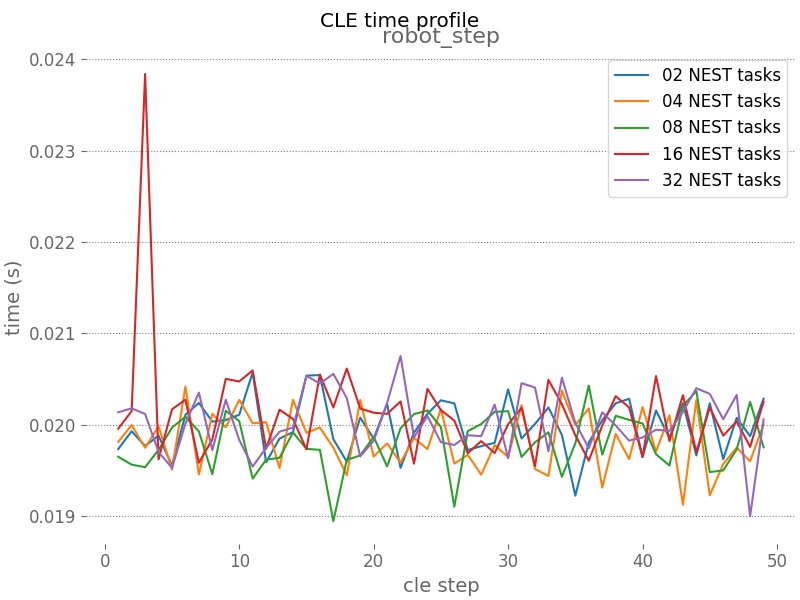 CLE time profile
robot_step
0.024
0.023
0.022
0.021
0.020
0.019
time (s)
02 NEST tasks
04 NEST tasks
08 NEST tasks
16 NEST tasks
32 NEST tasks
0
10
20
30
40
50
cle step